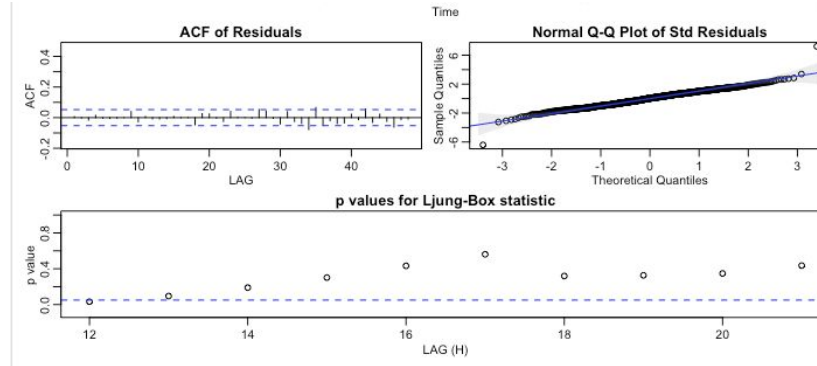 Time
ACF of Residuals
ACF
-0.2 0.0 0.2 0.4
0 10 20 30 40
LAG
Normal Q-Q Plot of Std Residuals
Sample Quantiles
-6 -2 2 6
-3 -2 -1 0 1 2 3
Theoretical Quantiles
p values for Ljung-Box statistic
p value
0.0 0.4 0.8
12 14 16 18 20
LAG (H)